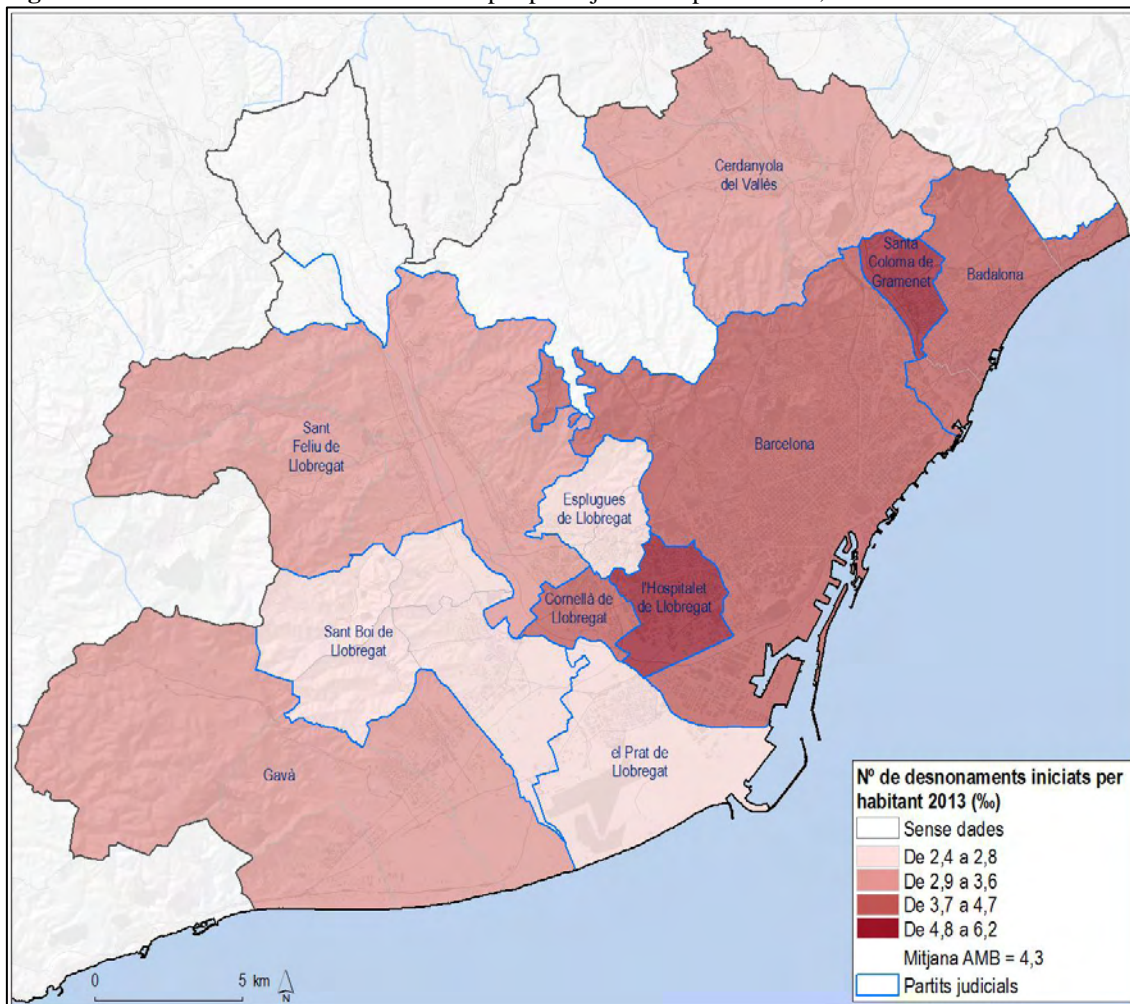 Cerdanyola
del Vallès
Santa
Coloma de
Gramenet
Badalona
Sant
Feliu de
Llobregat
Barcelona
Esplugues
de Llobregat
Cornellà de
Llobregat
l'Hospitalet
de Llobregat
Sant Boi de
Llobregat
el Prat de
Llobregat
Gavà
Nº de desnonaments iniciats per
habitant 2013 (‰)
Sense dades
De 2,4 a 2,8
De 2,9 a 3,6
De 3,7 a 4,7
De 4,8 a 6,2
Mitjana AMB = 4,3
Partits judicials
0 5 km
N